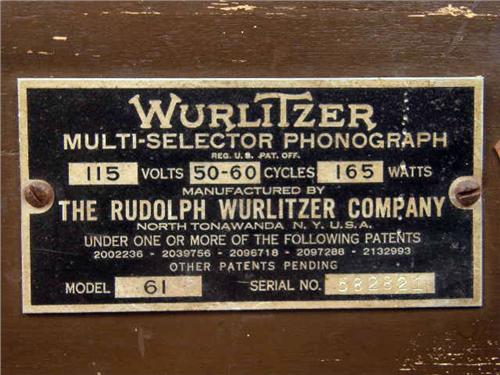 WURLITZER
MULTI-SELECTOR PHONOGRAPH
REG. U.S. PAT. OFF.
115 VOLTS 50-60 CYCLES 165 WATTS
MANUFACTURED BY
THE RUDOLPH WURLITZER COMPANY
NORTH TONAWANDA N.Y. U.S.A.
UNDER ONE OR MORE OF THE FOLLOWING PATENTS
2002236 - 2039756 - 2096718 - 2097288 - 2132993
OTHER PATENTS PENDING
MODEL 61 SERIAL NO. 582821